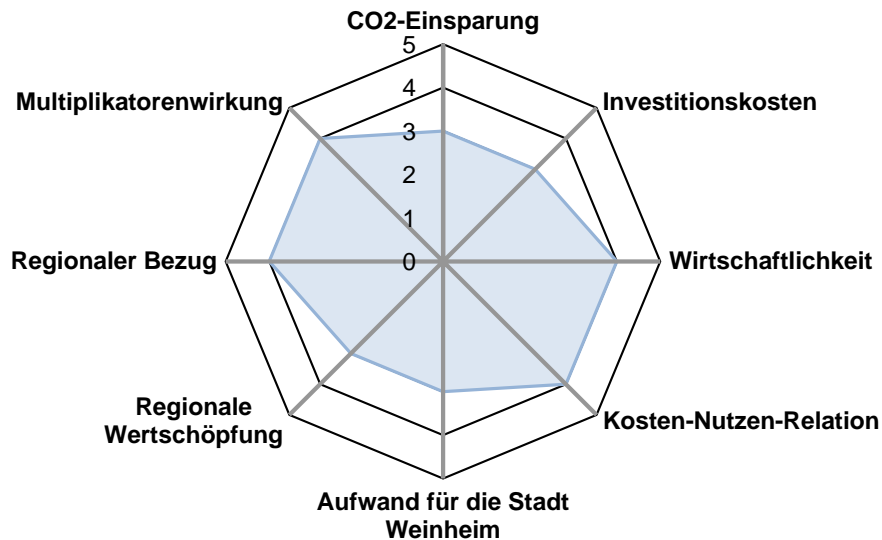 CO2-Einsparung
5
4
3
2
1
0
Investitionskosten
Wirtschaftlichkeit
Kosten-Nutzen-Relation
Aufwand für die Stadt
Weinheim
Regionale
Wertschöpfung
Regionaler Bezug
Multiplikatorenwirkung